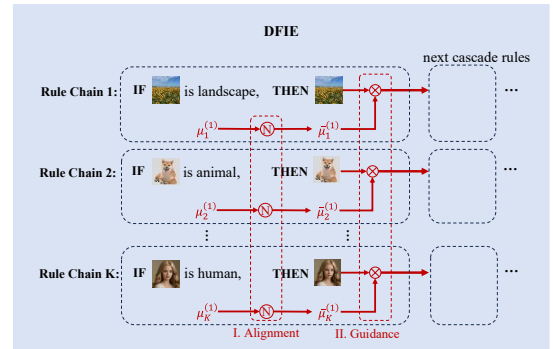 DFIE
next cascade rules
Rule Chain 1: IF is landscape, THEN ⊗ ...
μ₁⁽¹⁾ N μ̄₁⁽¹⁾
Rule Chain 2: IF is animal, THEN ⊗ ...
μ₂⁽¹⁾ N μ̄₂⁽¹⁾
⋮ ⋮
Rule Chain K: IF is human, THEN ⊗ ...
μ_K⁽¹⁾ N μ̄_K⁽¹⁾
I. Alignment II. Guidance